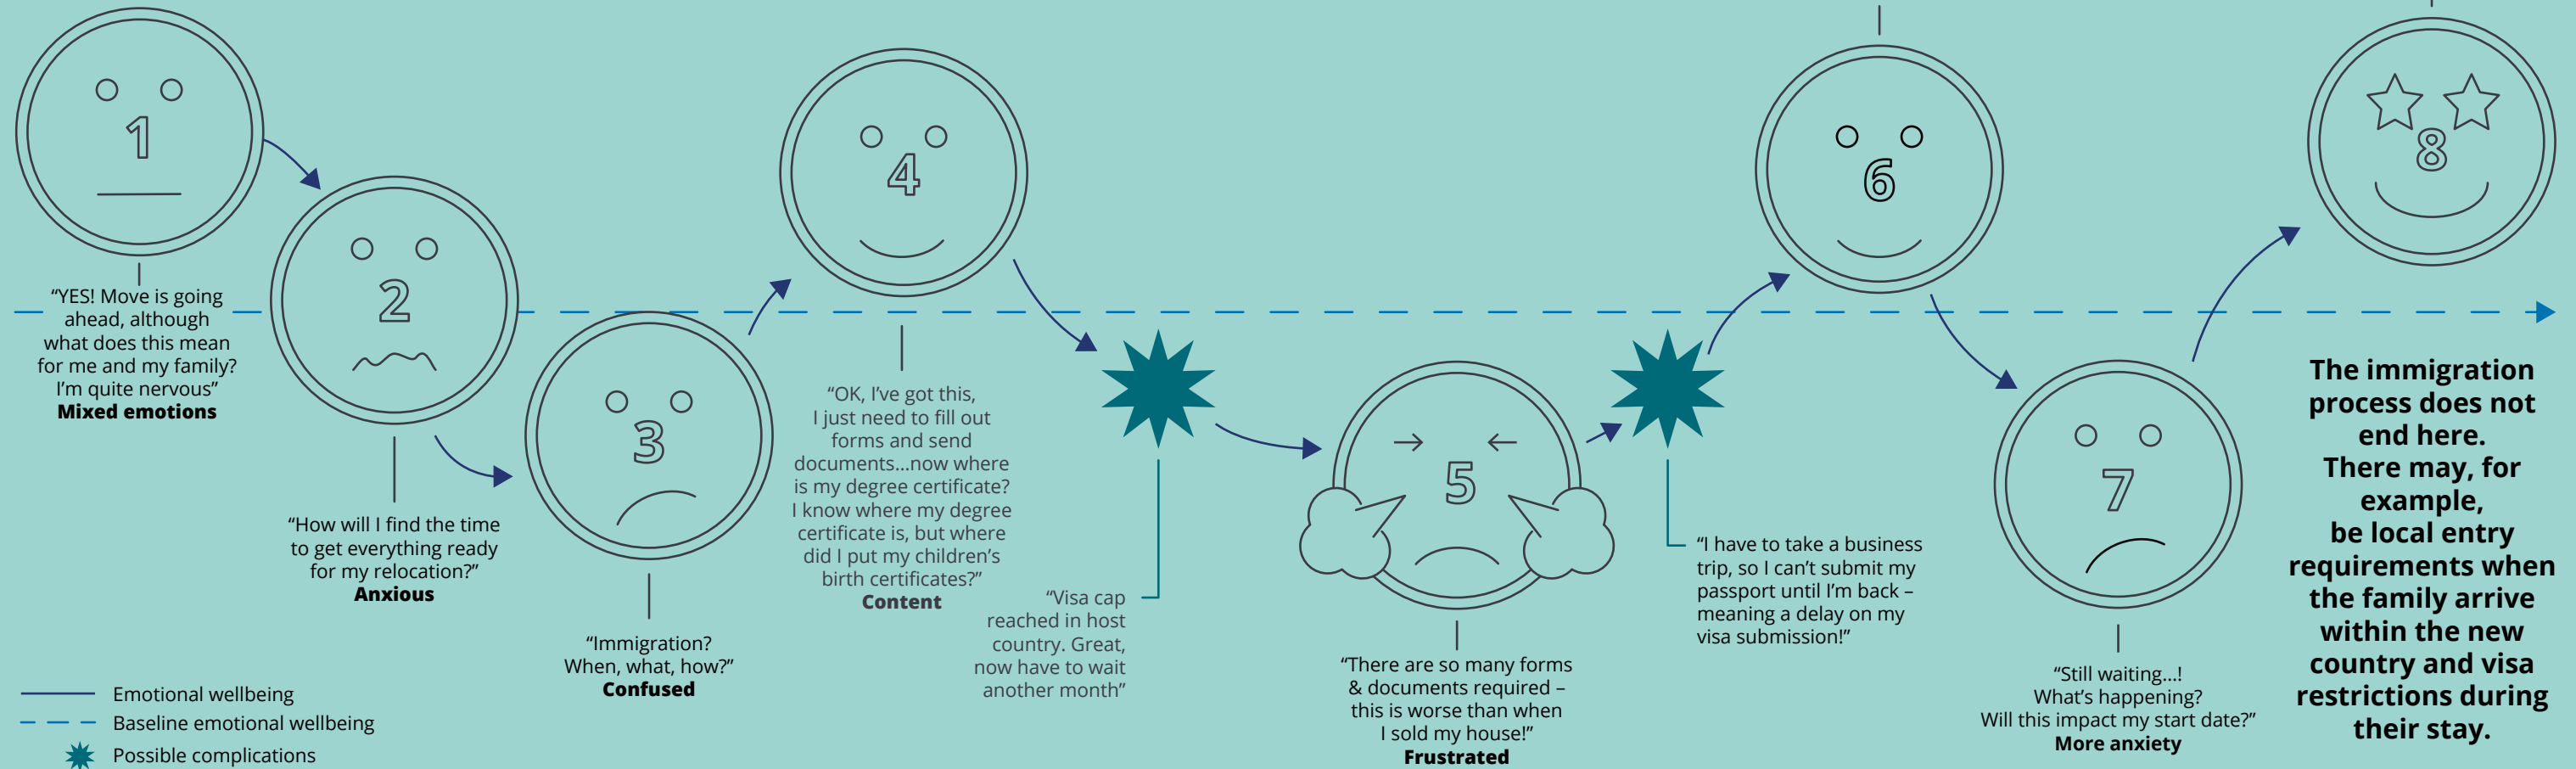 1
“YES! Move is going
ahead, although
what does this mean
for me and my family?
I’m quite nervous”
Mixed emotions
2
“How will I find the time
to get everything ready
for my relocation?”
Anxious
3
“Immigration?
When, what, how?”
Confused
4
“OK, I’ve got this,
I just need to fill out
forms and send
documents...now where
is my degree certificate?
I know where my degree
certificate is, but where
did I put my children’s
birth certificates?”
Content
“Visa cap
reached in host
country. Great,
now have to wait
another month”
5
“There are so many forms
& documents required –
this is worse than when
I sold my house!”
Frustrated
“I have to take a business
trip, so I can’t submit my
passport until I’m back –
meaning a delay on my
visa submission!”
6
7
“Still waiting...!
What’s happening?
Will this impact my start date?”
More anxiety
8
The immigration
process does not
end here.
There may, for
example,
be local entry
requirements when
the family arrive
within the new
country and visa
restrictions during
their stay.
Emotional wellbeing
Baseline emotional wellbeing
Possible complications